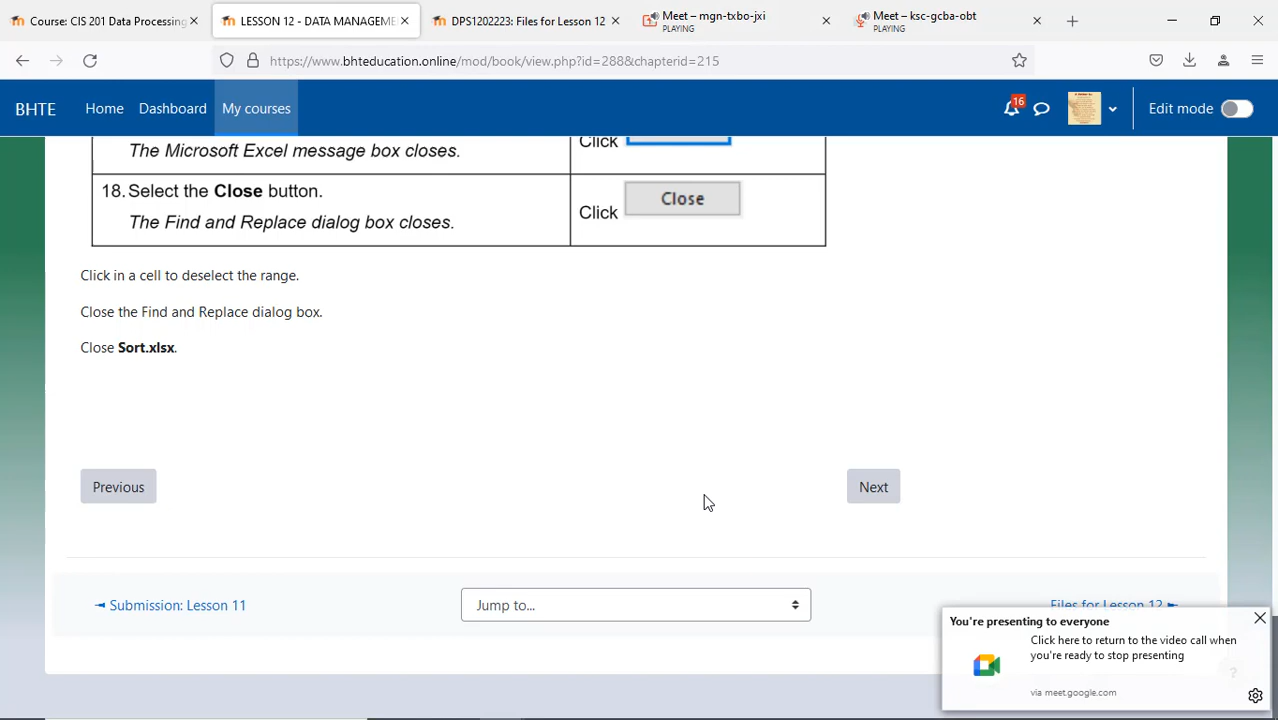 Course: CIS 201 Data Processing
LESSON 12 - DATA MANAGEME
DPS1202223: Files for Lesson 12
Meet – mgn-txbo-jxi
PLAYING
Meet – ksc-gcba-obt
PLAYING
https://www.bhteducation.online/mod/book/view.php?id=288&chapterid=215
BHTE
Home
Dashboard
My courses
16
Edit mode
The Microsoft Excel message box closes.
Click
18. Select the Close button.
The Find and Replace dialog box closes.
Click
Close
Click in a cell to deselect the range.
Close the Find and Replace dialog box.
Close Sort.xlsx.
Previous
Next
◄ Submission: Lesson 11
Jump to...
Files for Lesson 12 ►
You're presenting to everyone
Click here to return to the video call when
you're ready to stop presenting
via meet.google.com
?